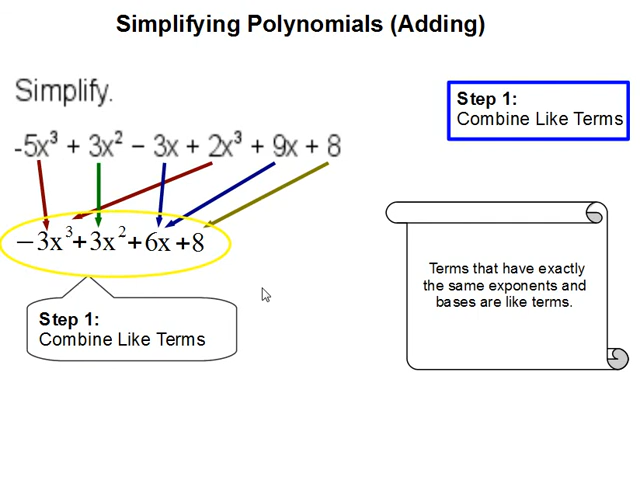 Simplifying Polynomials (Adding)
Simplify.
Step 1:
Combine Like Terms
-5x³ + 3x² − 3x + 2x³ + 9x + 8
−3x³+3x²+6x+8
Terms that have exactly
the same exponents and
bases are like terms.
Step 1:
Combine Like Terms